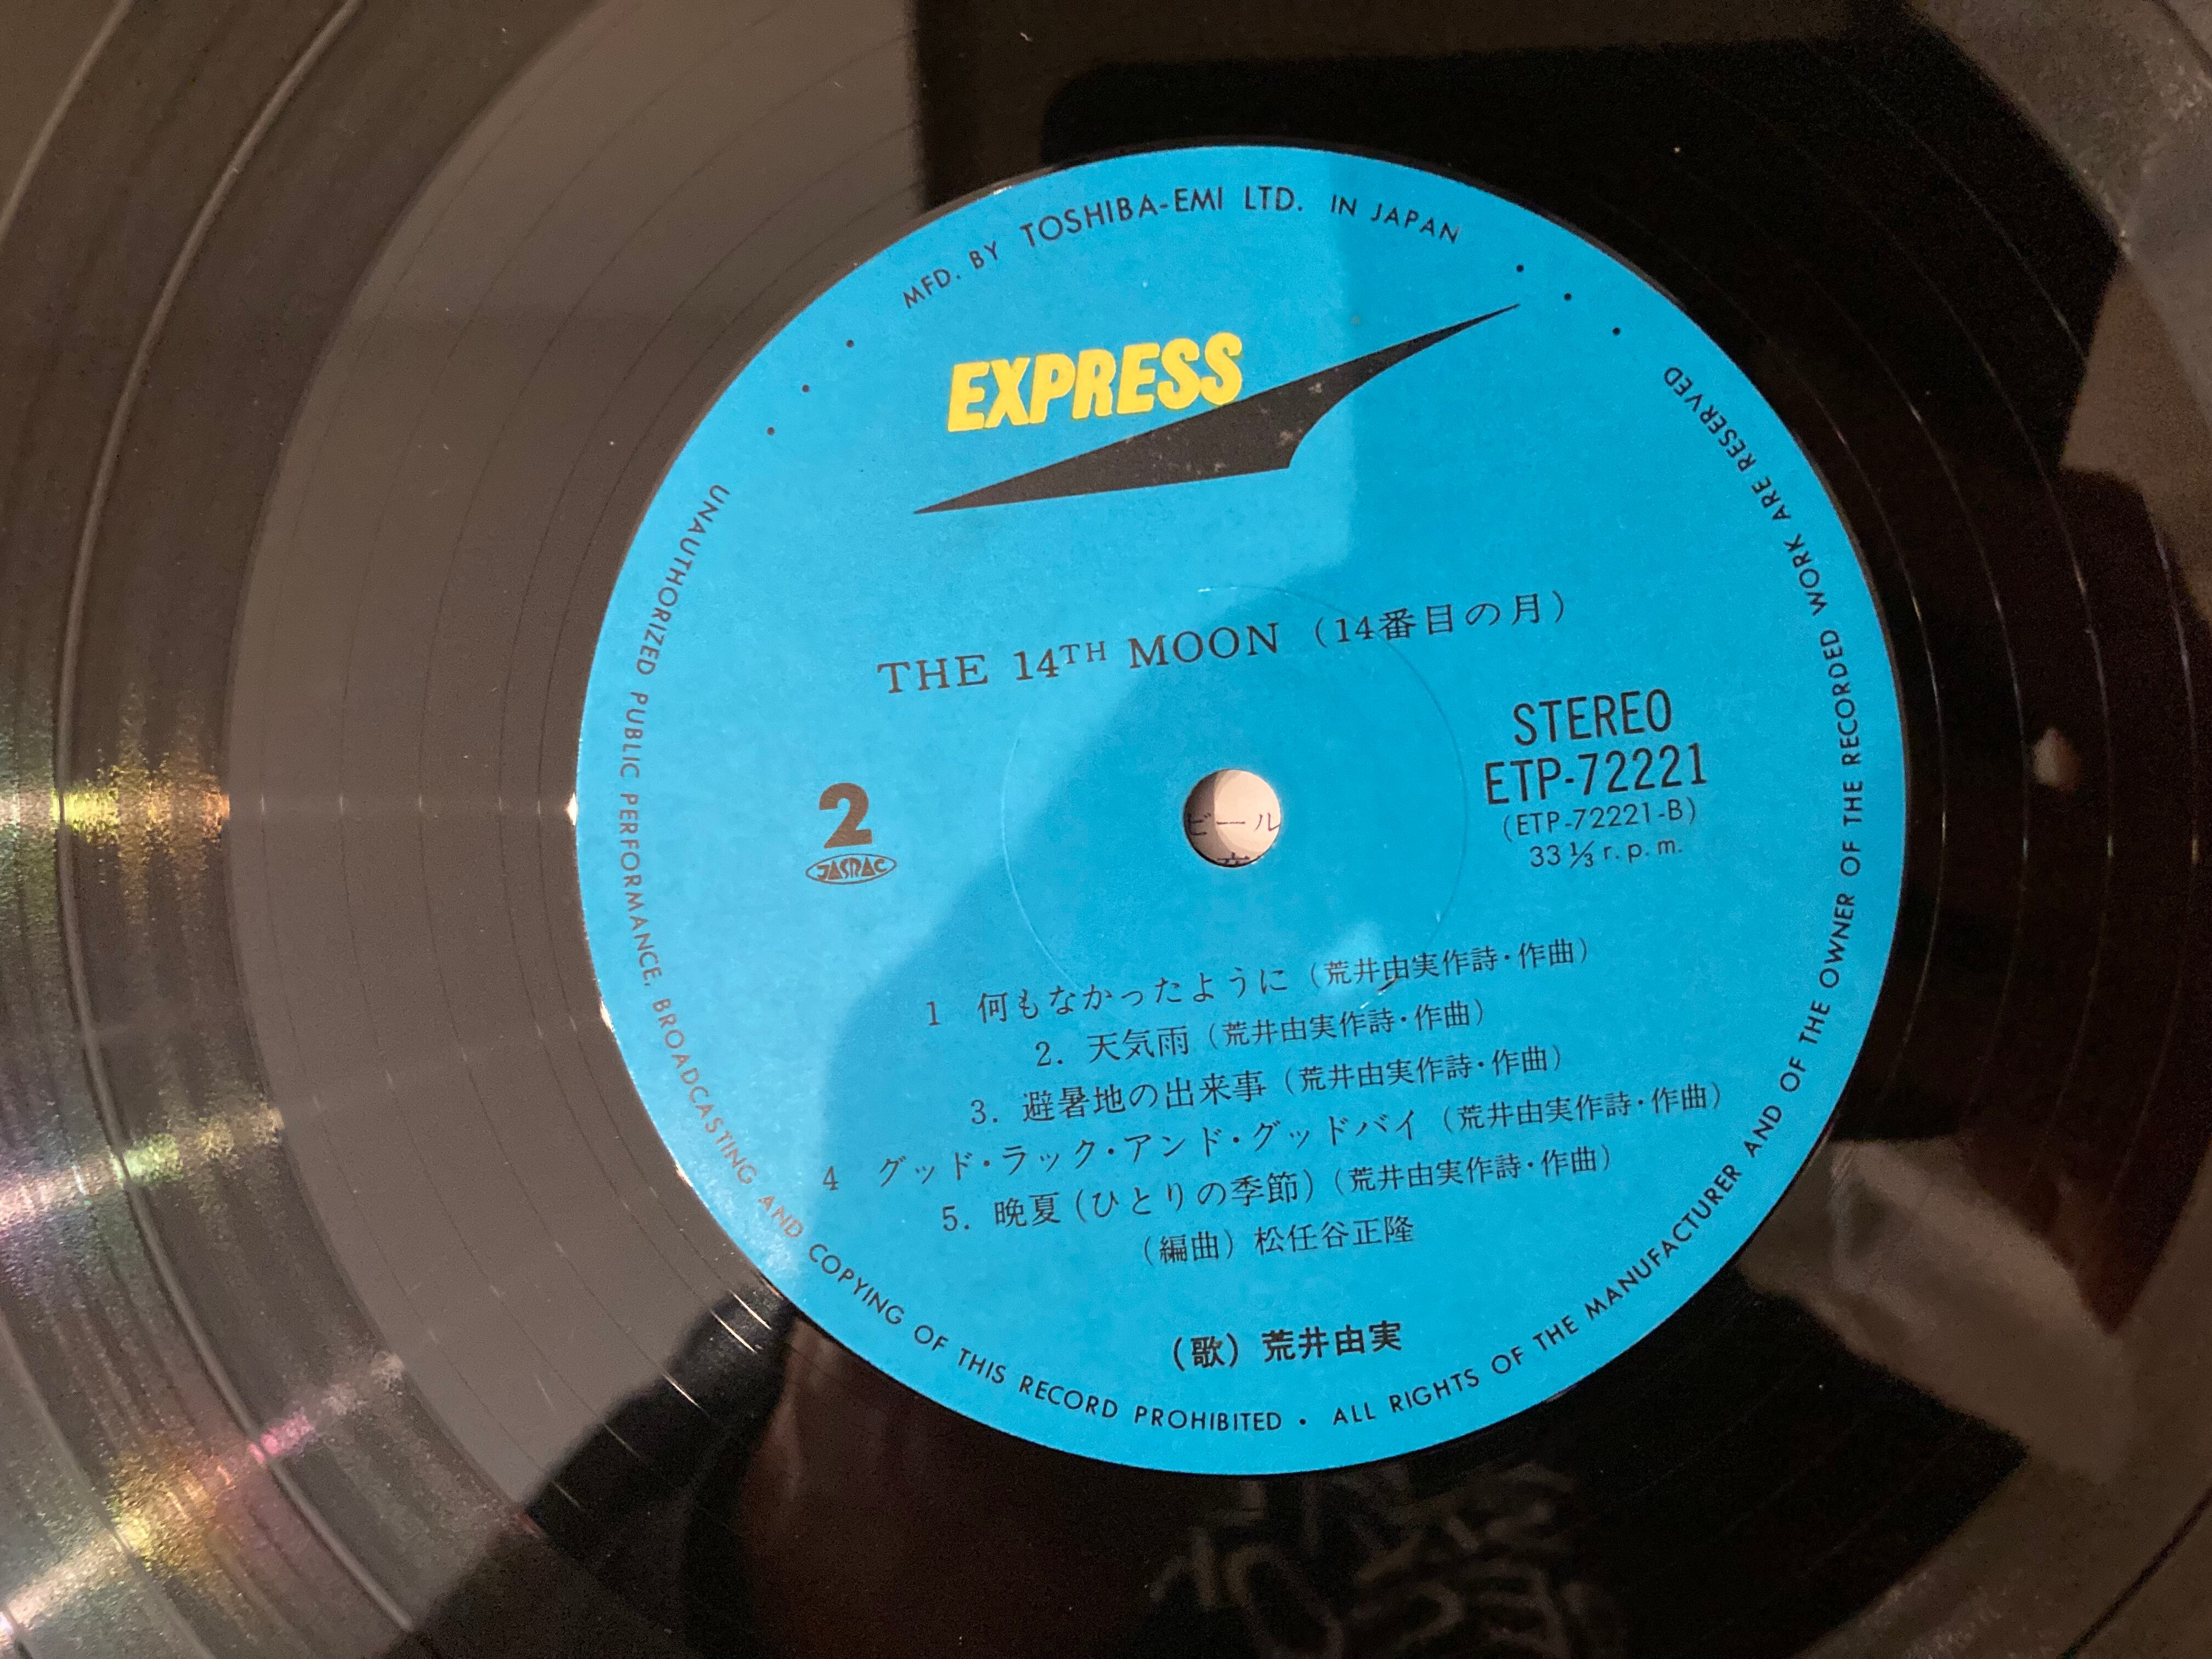 MFD. BY TOSHIBA-EMI LTD. IN JAPAN
EXPRESS
THE 14TH MOON (14番目の月)
STEREO
ETP-72221
(ETP-72221-B)
33 1/3 r.p.m.
2
JASRAC
ビール
1 何もなかったように (荒井由実作詩・作曲)
2. 天気雨 (荒井由実作詩・作曲)
3. 避暑地の出来事 (荒井由実作詩・作曲)
4 グッド・ラック・アンド・グッドバイ (荒井由実作詩・作曲)
5. 晩夏 (ひとりの季節) (荒井由実作詩・作曲)
(編曲) 松任谷正隆
(歌) 荒井由実
UNAUTHORIZED PUBLIC PERFORMANCE, BROADCASTING AND COPYING OF THIS RECORD PROHIBITED • ALL RIGHTS OF THE MANUFACTURER AND OF THE OWNER OF THE RECORDED WORK ARE RESERVED